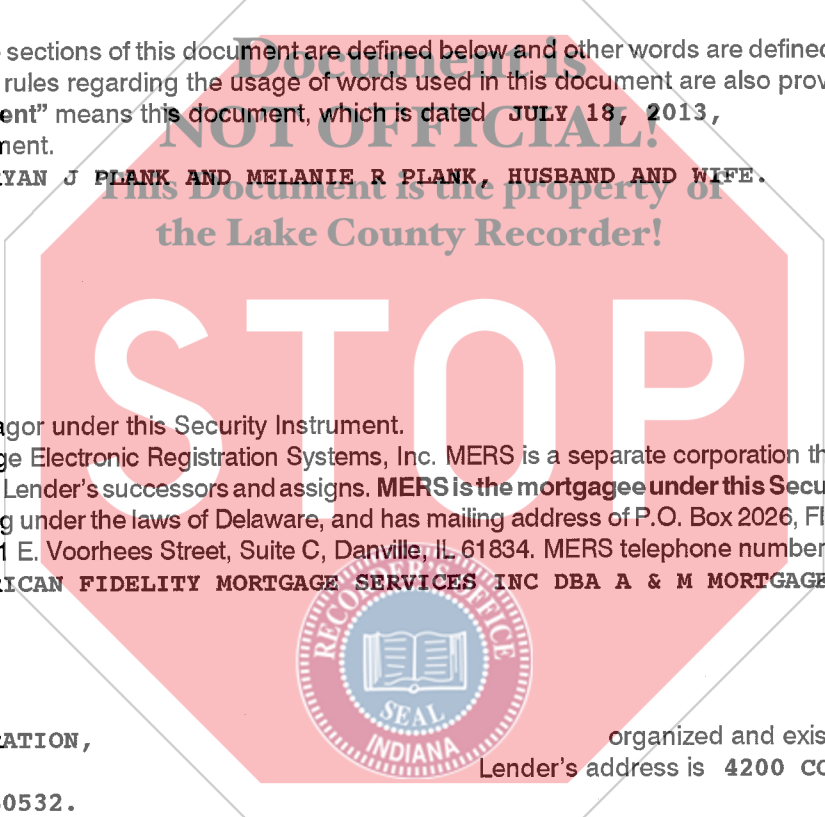 sections of this document are defined below and other words are defined
Document is
rules regarding the usage of words used in this document are also prov
ent” means this document, which is dated JULY 18, 2013,
NOT OFFICIAL!
ment.
YAN J PLANK AND MELANIE R PLANK, HUSBAND AND WIFE.
This Document is the property of
the Lake County Recorder!
STOP
agor under this Security Instrument.
ge Electronic Registration Systems, Inc. MERS is a separate corporation th
Lender’s successors and assigns. MERS is the mortgagee under this Secu
g under the laws of Delaware, and has mailing address of P.O. Box 2026, Fl
1 E. Voorhees Street, Suite C, Danville, IL 61834. MERS telephone number
ICAN FIDELITY MORTGAGE SERVICES INC DBA A & M MORTGAGE
RECORDER'S OFFICE
SEAL
INDIANA
ATION,
organized and exis
Lender’s address is 4200 CO
0532.